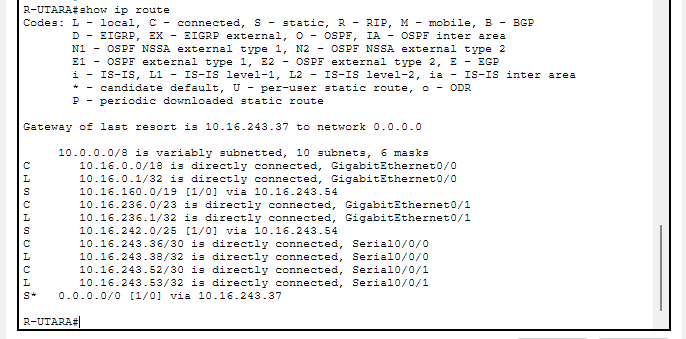 R-UTARA#show ip route
Codes: L - local, C - connected, S - static, R - RIP, M - mobile, B - BGP
D - EIGRP, EX - EIGRP external, O - OSPF, IA - OSPF inter area
N1 - OSPF NSSA external type 1, N2 - OSPF NSSA external type 2
E1 - OSPF external type 1, E2 - OSPF external type 2, E - EGP
i - IS-IS, L1 - IS-IS level-1, L2 - IS-IS level-2, ia - IS-IS inter area
* - candidate default, U - per-user static route, o - ODR
P - periodic downloaded static route
Gateway of last resort is 10.16.243.37 to network 0.0.0.0
10.0.0.0/8 is variably subnetted, 10 subnets, 6 masks
C 10.16.0.0/18 is directly connected, GigabitEthernet0/0
L 10.16.0.1/32 is directly connected, GigabitEthernet0/0
S 10.16.160.0/19 [1/0] via 10.16.243.54
C 10.16.236.0/23 is directly connected, GigabitEthernet0/1
L 10.16.236.1/32 is directly connected, GigabitEthernet0/1
S 10.16.242.0/25 [1/0] via 10.16.243.54
C 10.16.243.36/30 is directly connected, Serial0/0/0
L 10.16.243.38/32 is directly connected, Serial0/0/0
C 10.16.243.52/30 is directly connected, Serial0/0/1
L 10.16.243.53/32 is directly connected, Serial0/0/1
S* 0.0.0.0/0 [1/0] via 10.16.243.37
R-UTARA#